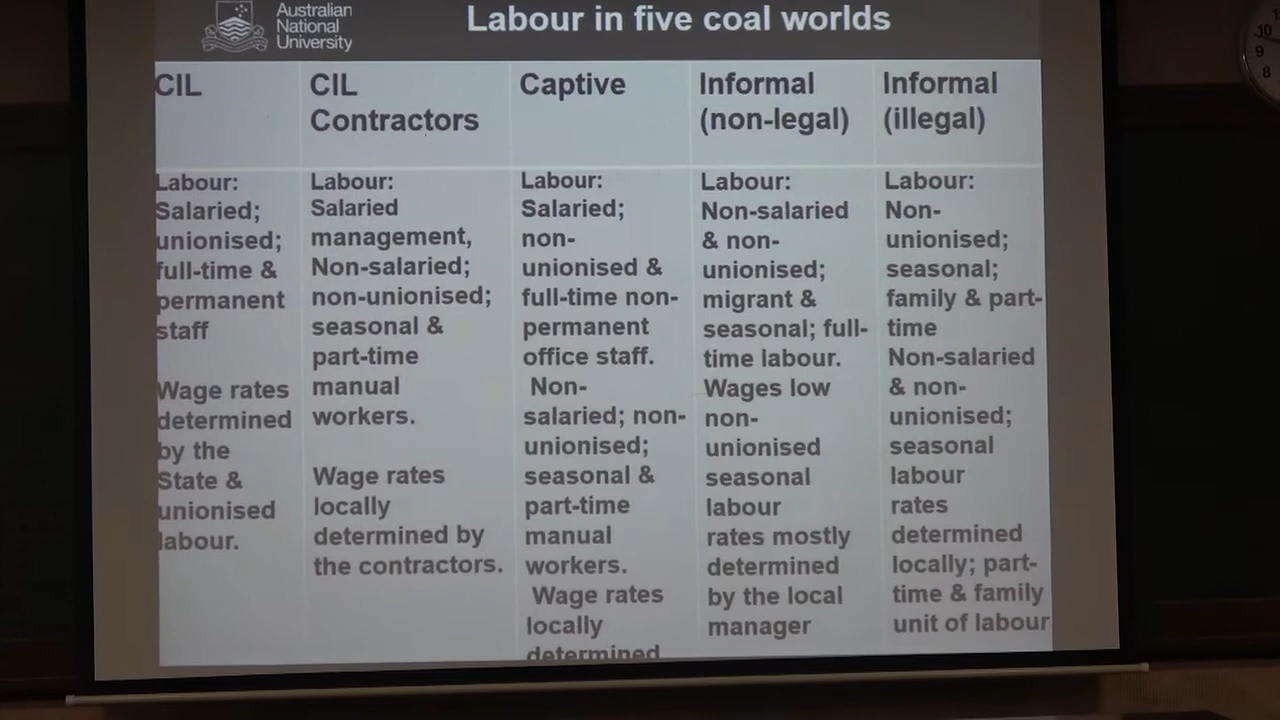 Australian
National
University
Labour in five coal worlds
CIL
CIL
Contractors
Captive
Informal
(non-legal)
Informal
(illegal)
Labour:
Salaried;
unionised;
full-time &
permanent
staff
Wage rates
determined
by the
State &
unionised
labour.
Labour:
Salaried
management,
Non-salaried;
non-unionised;
seasonal &
part-time
manual
workers.
Wage rates
locally
determined by
the contractors.
Labour:
Salaried;
non-
unionised &
full-time non-
permanent
office staff.
Non-
salaried; non-
unionised;
seasonal &
part-time
manual
workers.
Wage rates
locally
determined
Labour:
Non-salaried
& non-
unionised;
migrant &
seasonal; full-
time labour.
Wages low
non-
unionised
seasonal
labour
rates mostly
determined
by the local
manager
Labour:
Non-
unionised;
seasonal;
family & part-
time
Non-salaried
& non-
unionised;
seasonal
labour
rates
determined
locally; part-
time & family
unit of labour
10
9
8